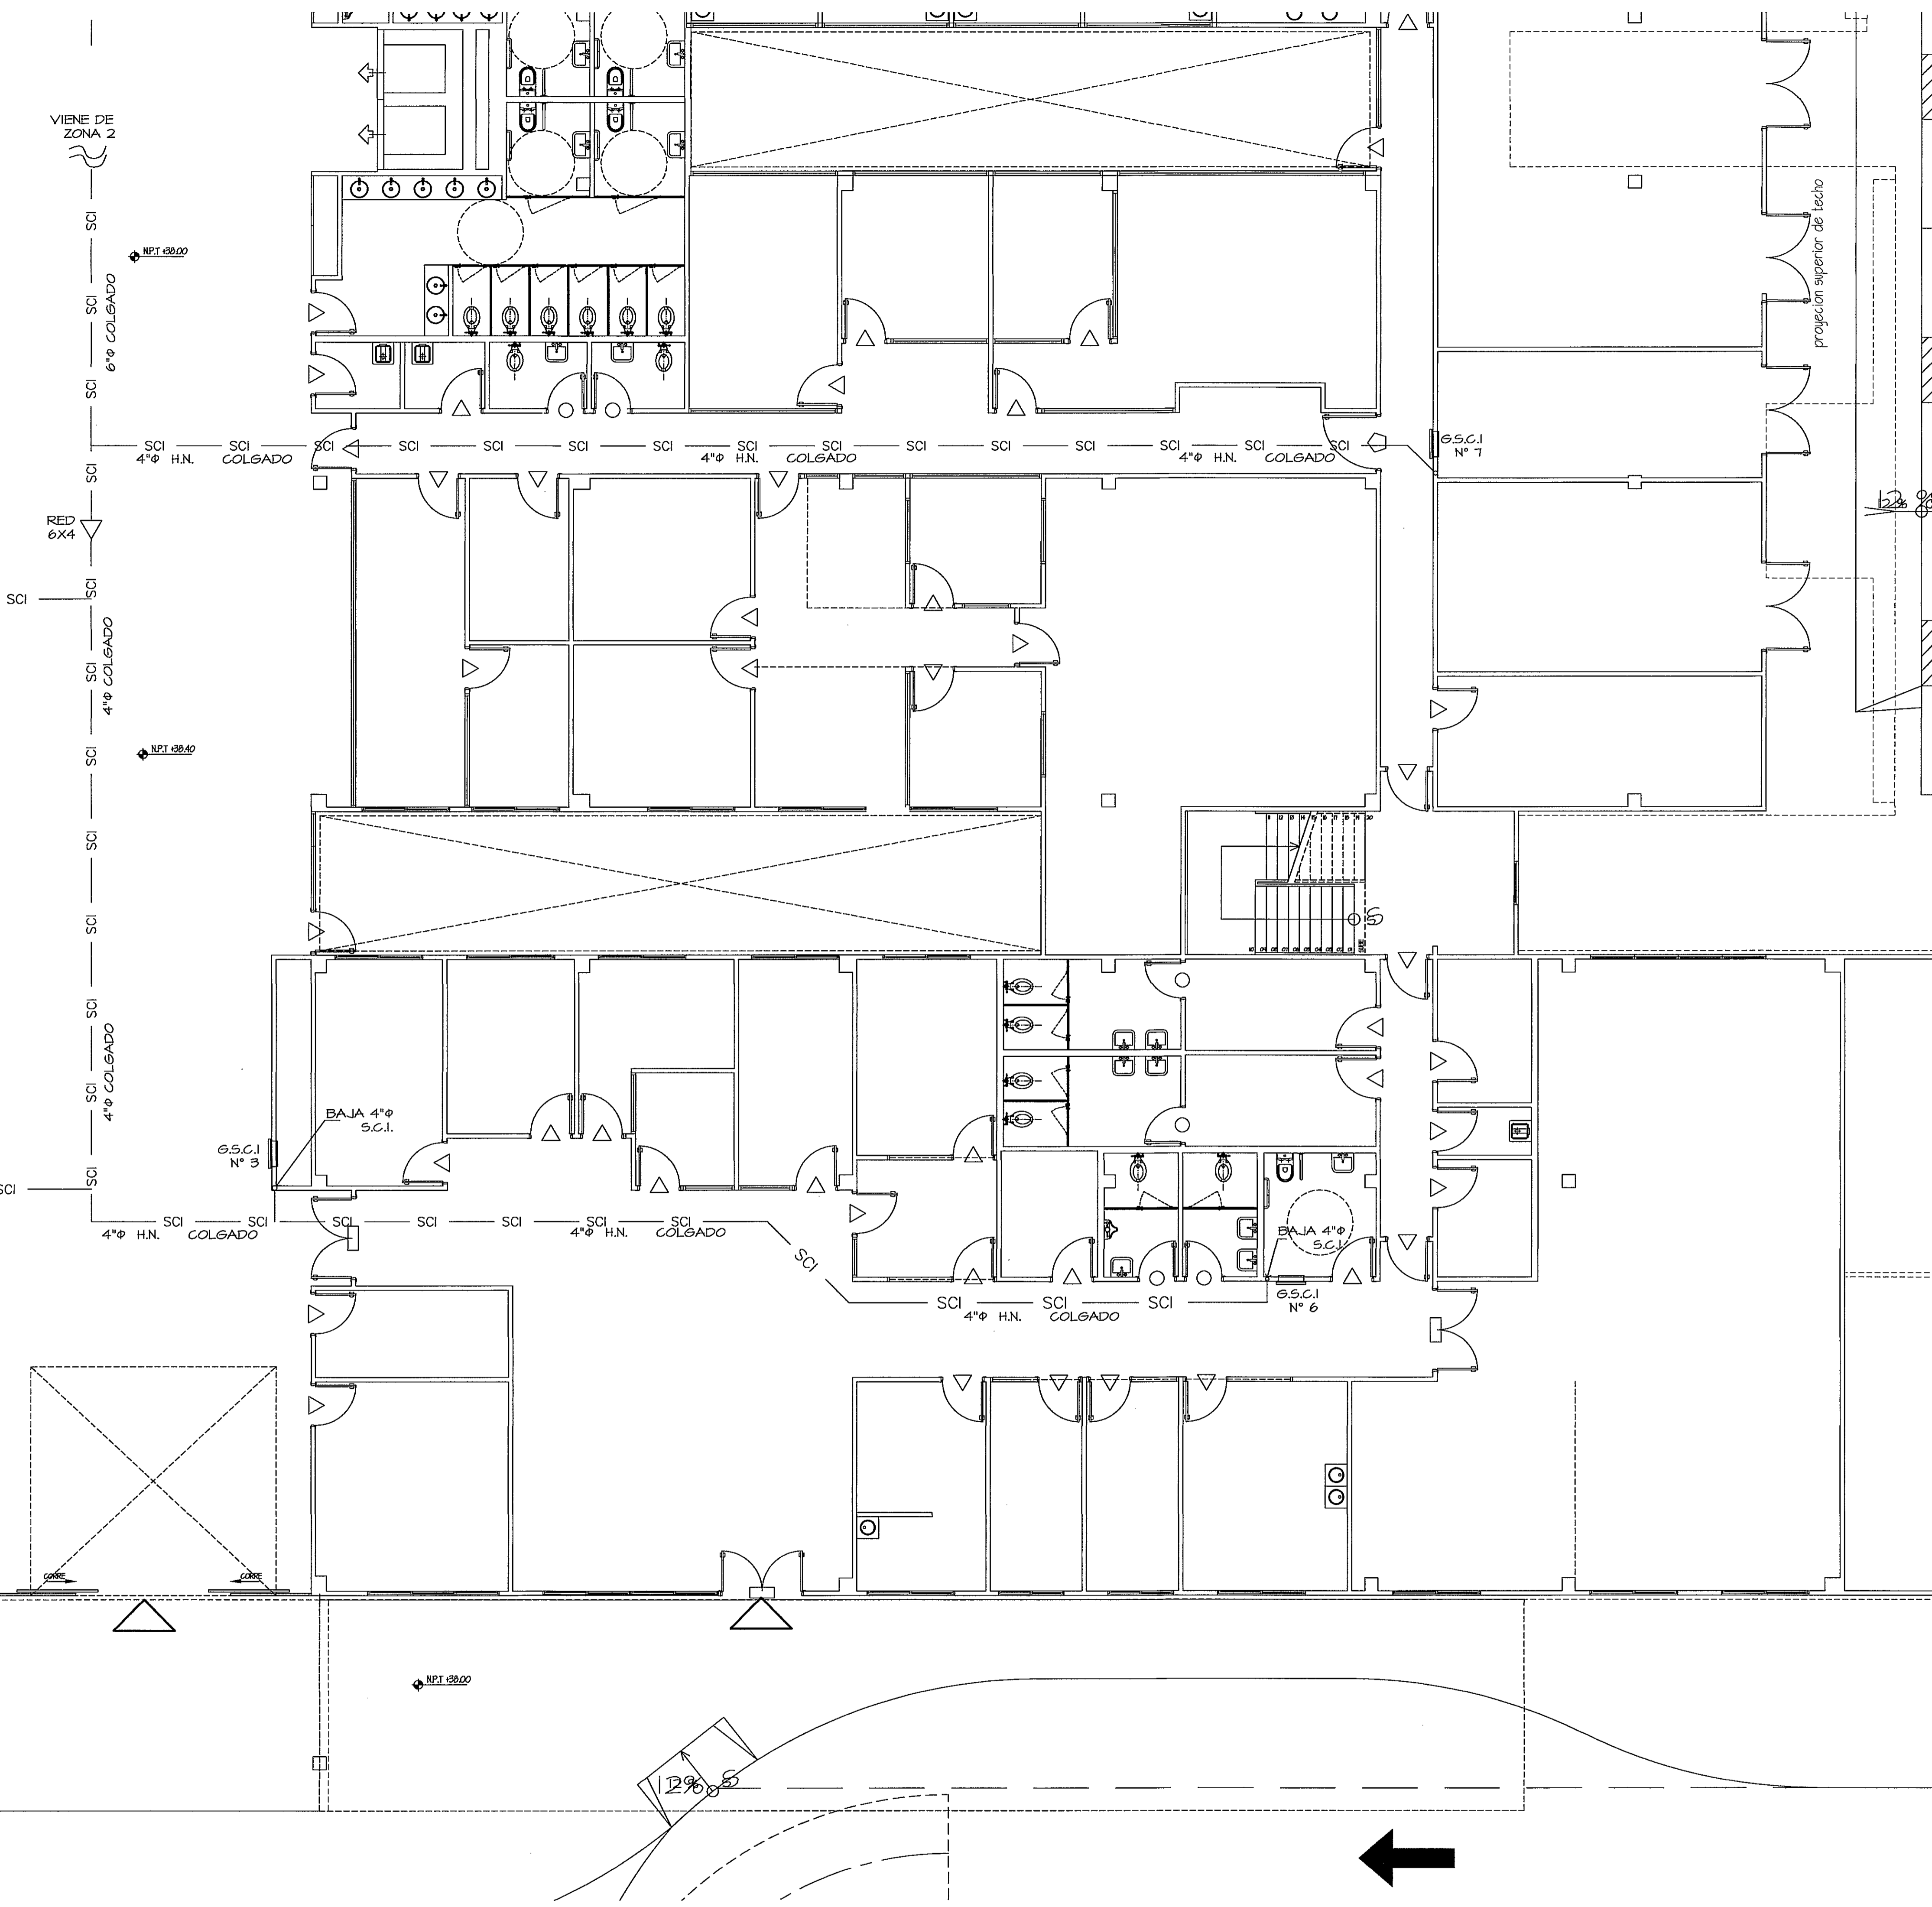 VIENE DE
ZONA 2
SCI
N.P.T +38.00
SCI
6"Φ COLGADO
SCI
proyeccion superior de techo
SCI SCI SCI SCI SCI SCI SCI SCI SCI SCI SCI SCI SCI SCI SCI
4"Φ H.N. COLGADO
4"Φ H.N. COLGADO
4"Φ H.N. COLGADO
G.S.C.I
N° 7
SCI
RED
6X4
12%
SCI
SCI
SCI
4"Φ COLGADO
N.P.T +38.40
SCI
SCI
S
SCI
SCI
4"Φ COLGADO
SCI
BAJA 4"Φ
S.C.I.
G.S.C.I
N° 3
SCI
SCI
SCI SCI SCI SCI SCI SCI SCI
4"Φ H.N. COLGADO
4"Φ H.N. COLGADO
SCI
BAJA 4"Φ
S.C.I.
G.S.C.I
N° 6
SCI SCI SCI
4"Φ H.N. COLGADO
CORRE
CORRE
N.P.T +38.00
12% S